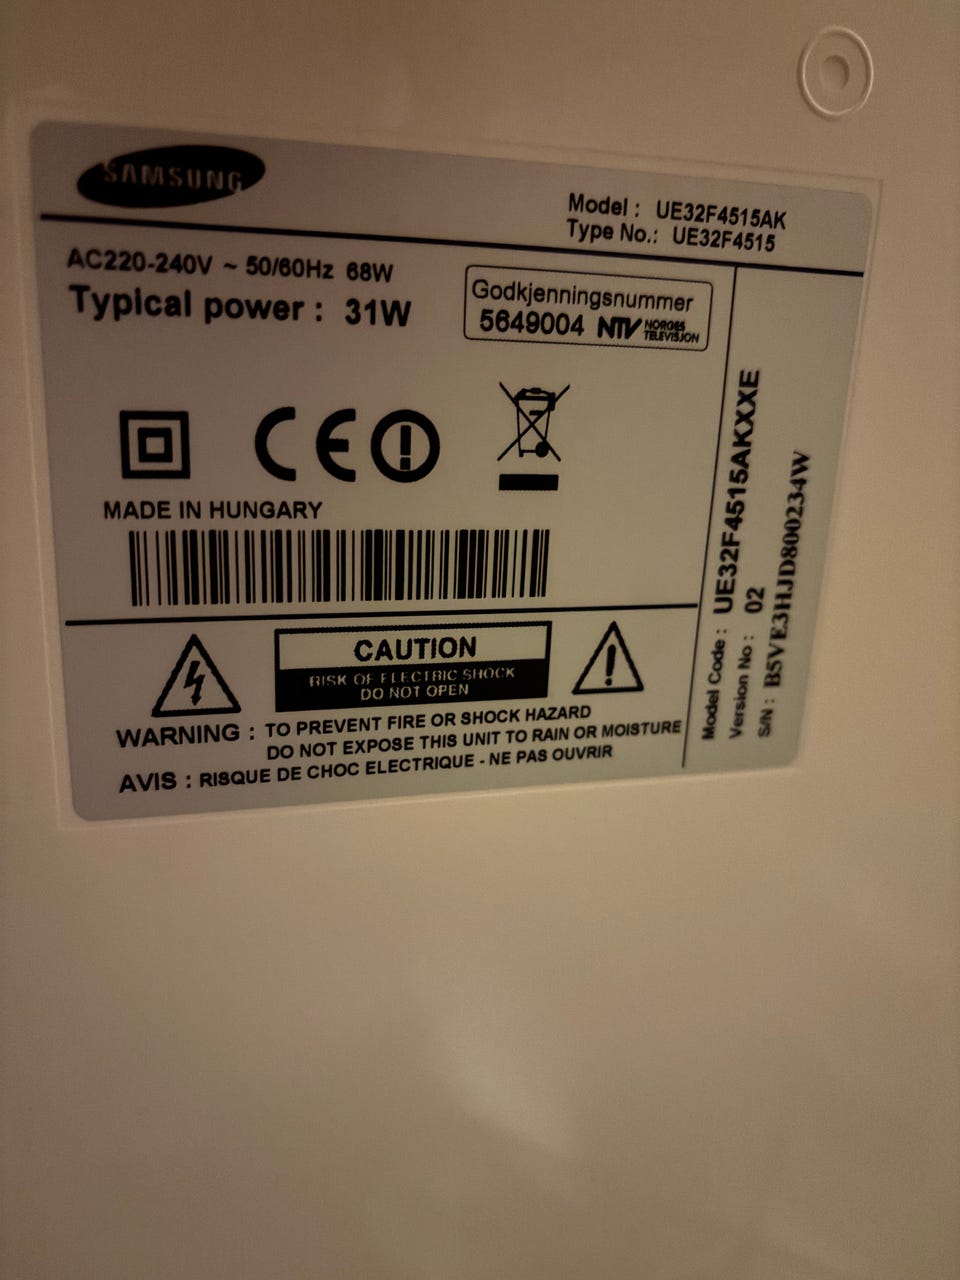 SAMSUNG
Model : UE32F4515AK
Type No.: UE32F4515
AC220-240V ~ 50/60Hz 68W
Typical power : 31W
Godkjenningsnummer
5649004 NTV NORGES TELEVISJON
CE
MADE IN HUNGARY
CAUTION
RISK OF ELECTRIC SHOCK
DO NOT OPEN
WARNING : TO PREVENT FIRE OR SHOCK HAZARD
DO NOT EXPOSE THIS UNIT TO RAIN OR MOISTURE
AVIS : RISQUE DE CHOC ELECTRIQUE - NE PAS OUVRIR
Model Code : UE32F4515AKXXE
Version No : 02
S/N : B5VE3HJD800234W